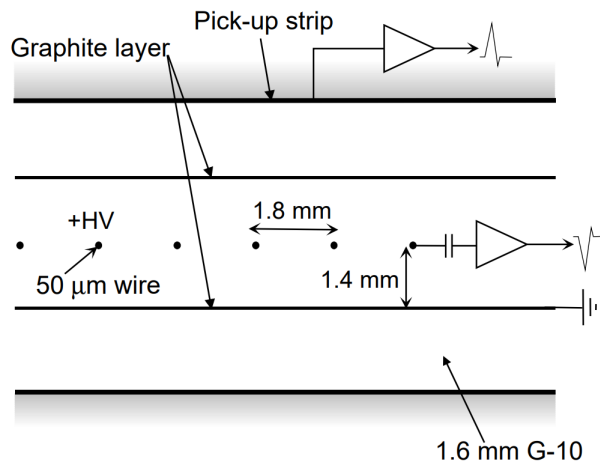 Pick-up strip
Graphite layer
1.8 mm
+HV
50 μm wire
1.4 mm
1.6 mm G-10